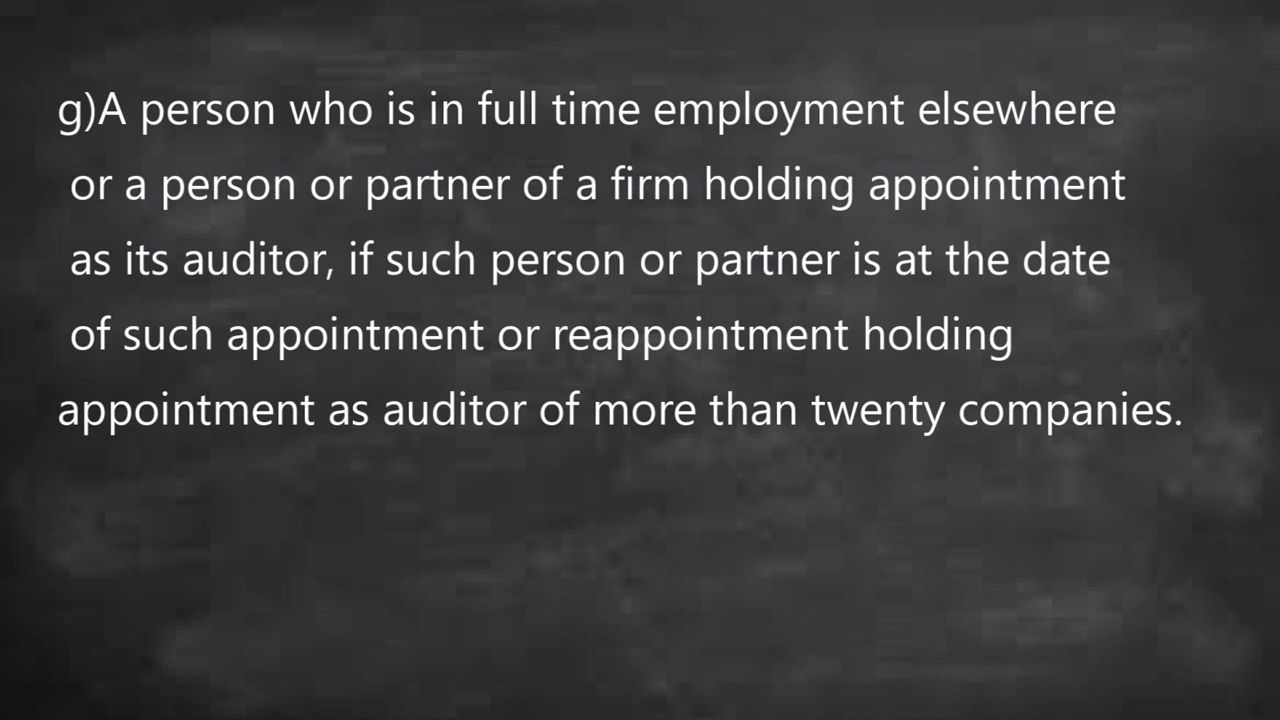 g)A person who is in full time employment elsewhere
or a person or partner of a firm holding appointment
as its auditor, if such person or partner is at the date
of such appointment or reappointment holding
appointment as auditor of more than twenty companies.